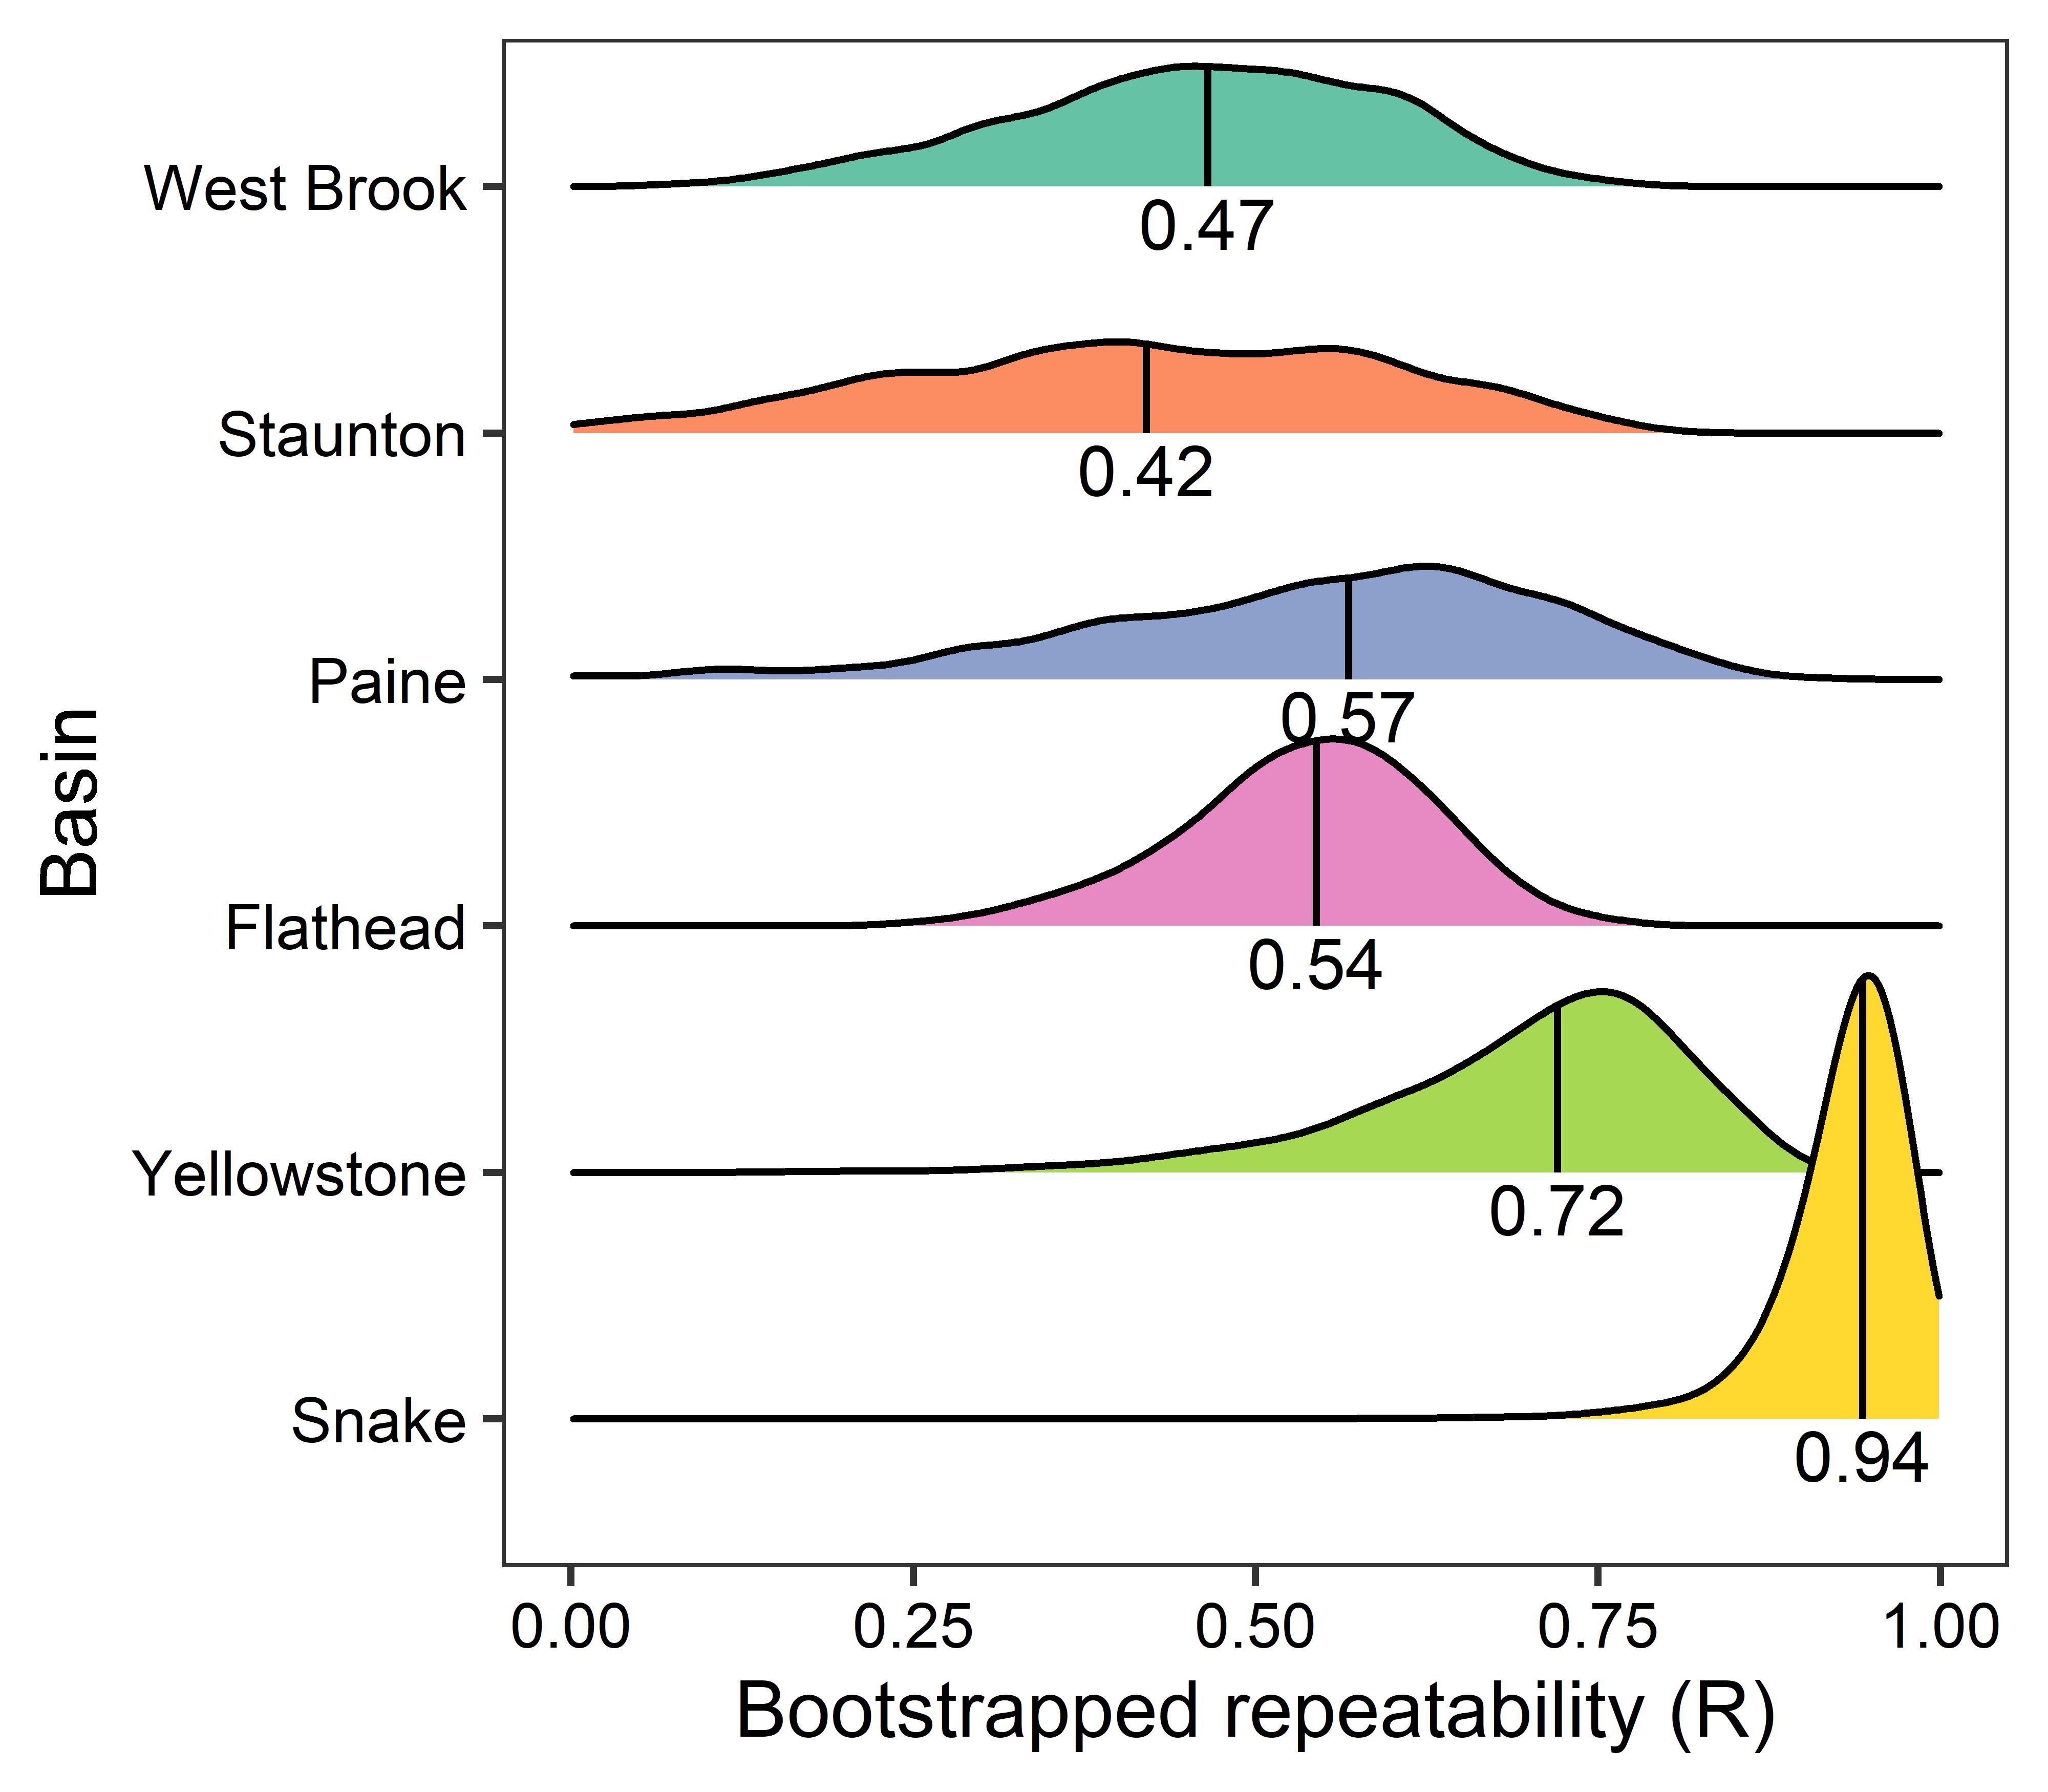 West Brook
0.47
Staunton
0.42
Paine
0.57
Basin
Flathead
0.54
Yellowstone
0.72
Snake
0.94
0.00 0.25 0.50 0.75 1.00
Bootstrapped repeatability (R)